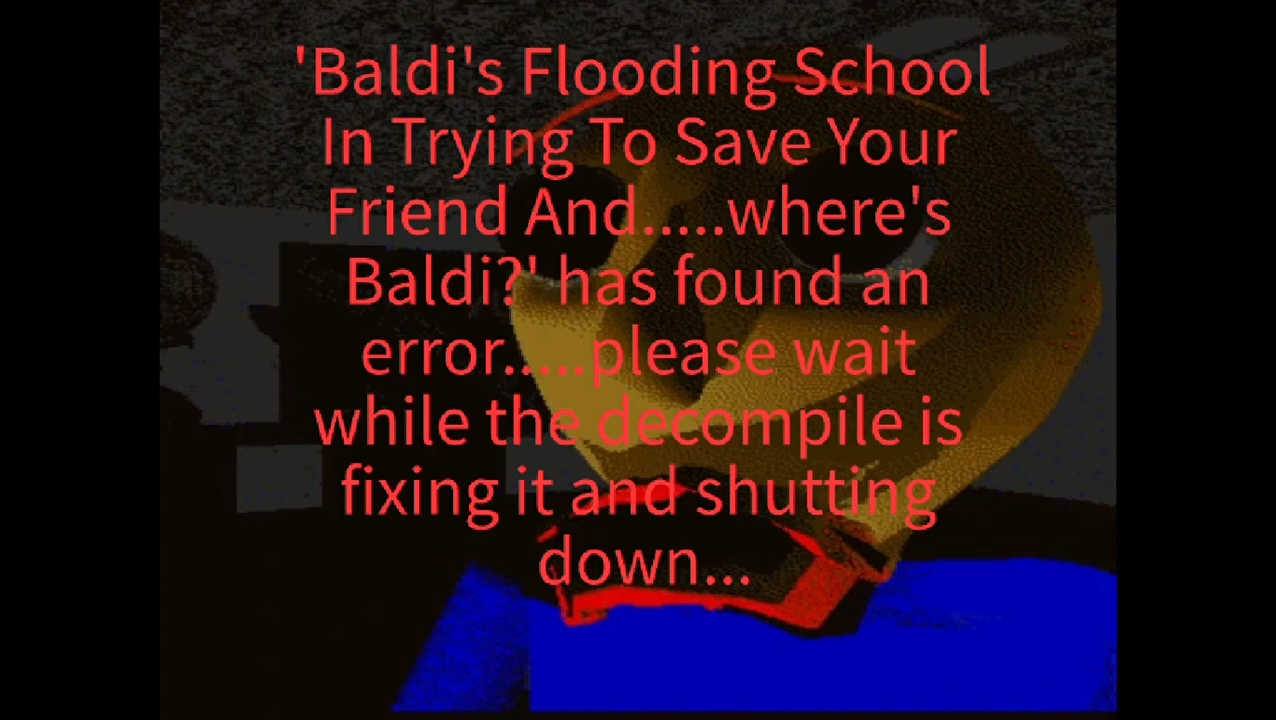 'Baldi's Flooding School
In Trying To Save Your
Friend And.....where's
Baldi?' has found an
error.....please wait
while the decompile is
fixing it and shutting
down...